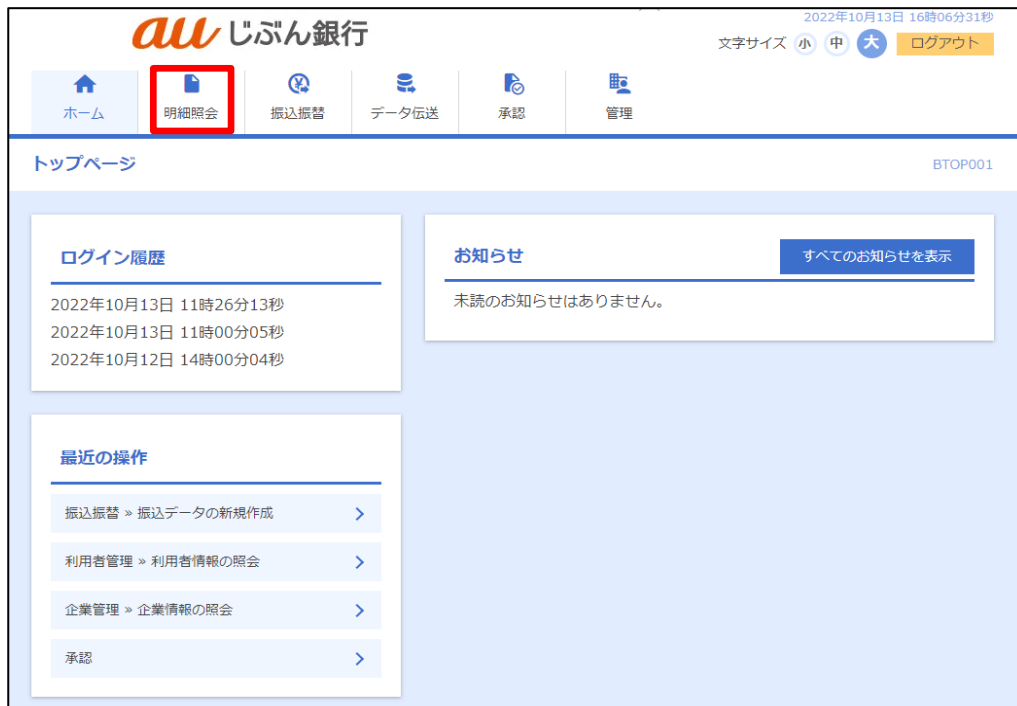 2022年10月13日 16時06分31秒
au じぶん銀行
文字サイズ 小 中 大 ログアウト
ホーム 明細照会 振込振替 データ伝送 承認 管理
トップページ BTOP001
ログイン履歴
2022年10月13日 11時26分13秒
2022年10月13日 11時00分05秒
2022年10月12日 14時00分04秒
お知らせ すべてのお知らせを表示
未読のお知らせはありません。
最近の操作
振込振替 » 振込データの新規作成
利用者管理 » 利用者情報の照会
企業管理 » 企業情報の照会
承認